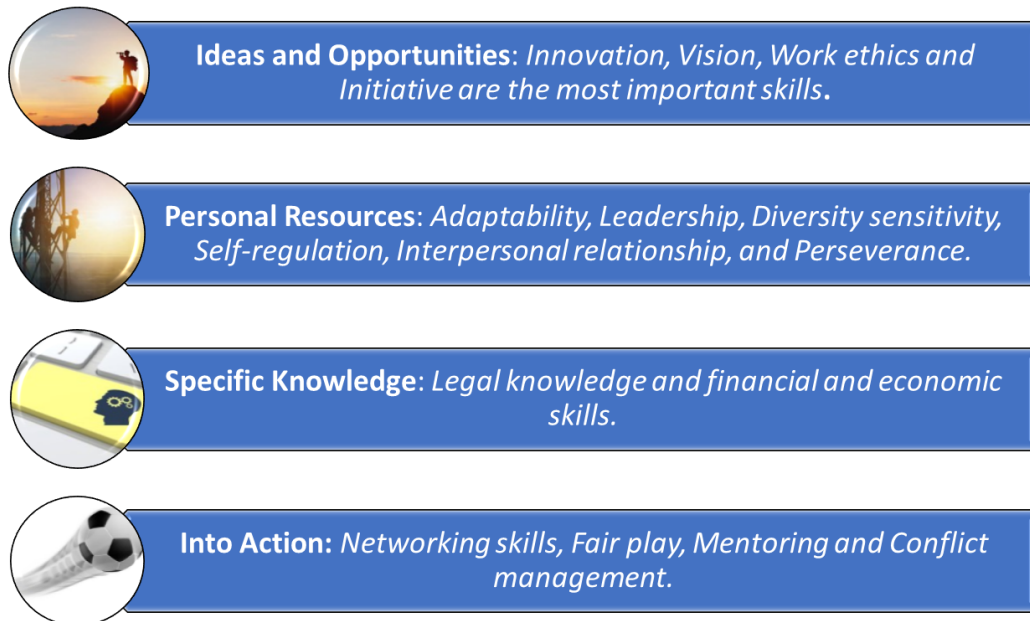 Ideas and Opportunities: Innovation, Vision, Work ethics and
Initiative are the most important skills.
Personal Resources: Adaptability, Leadership, Diversity sensitivity,
Self-regulation, Interpersonal relationship, and Perseverance.
Specific Knowledge: Legal knowledge and financial and economic
skills.
Into Action: Networking skills, Fair play, Mentoring and Conflict
management.